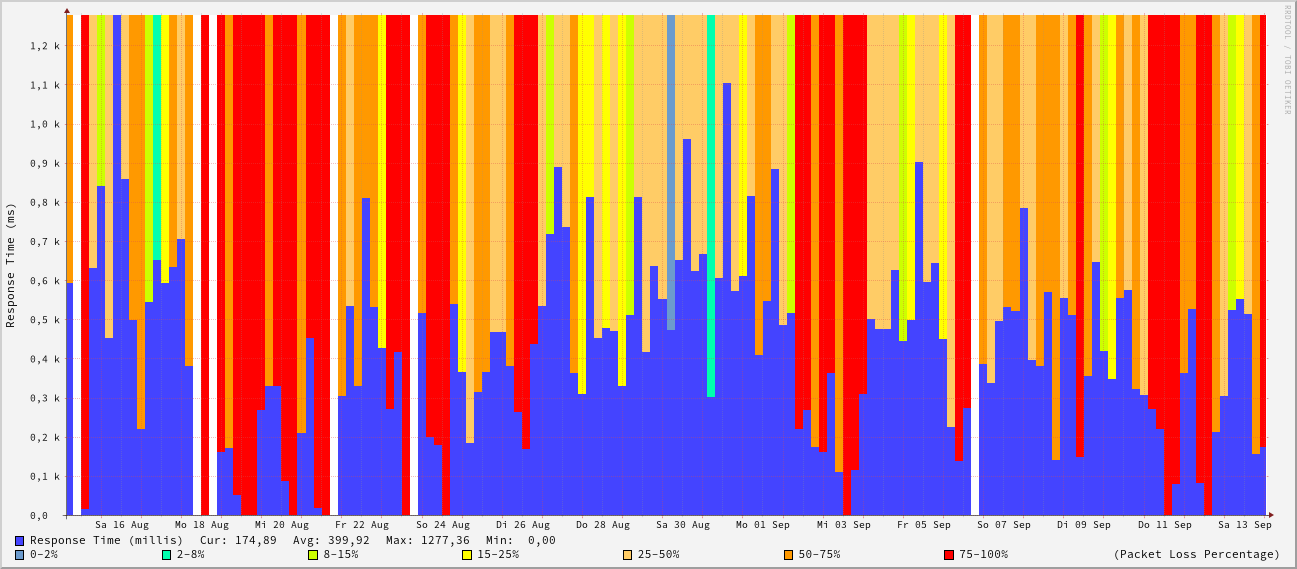 RRDTOOL / TOBI OETIKER
Response Time (ms)
1,2 k
1,1 k
1,0 k
0,9 k
0,8 k
0,7 k
0,6 k
0,5 k
0,4 k
0,3 k
0,2 k
0,1 k
0,0
Sa 16 Aug Mo 18 Aug Mi 20 Aug Fr 22 Aug So 24 Aug Di 26 Aug Do 28 Aug Sa 30 Aug Mo 01 Sep Mi 03 Sep Fr 05 Sep So 07 Sep Di 09 Sep Do 11 Sep Sa 13 Sep
Response Time (millis) Cur: 174,89 Avg: 399,92 Max: 1277,36 Min: 0,00
0-2% 2-8% 8-15% 15-25% 25-50% 50-75% 75-100% (Packet Loss Percentage)